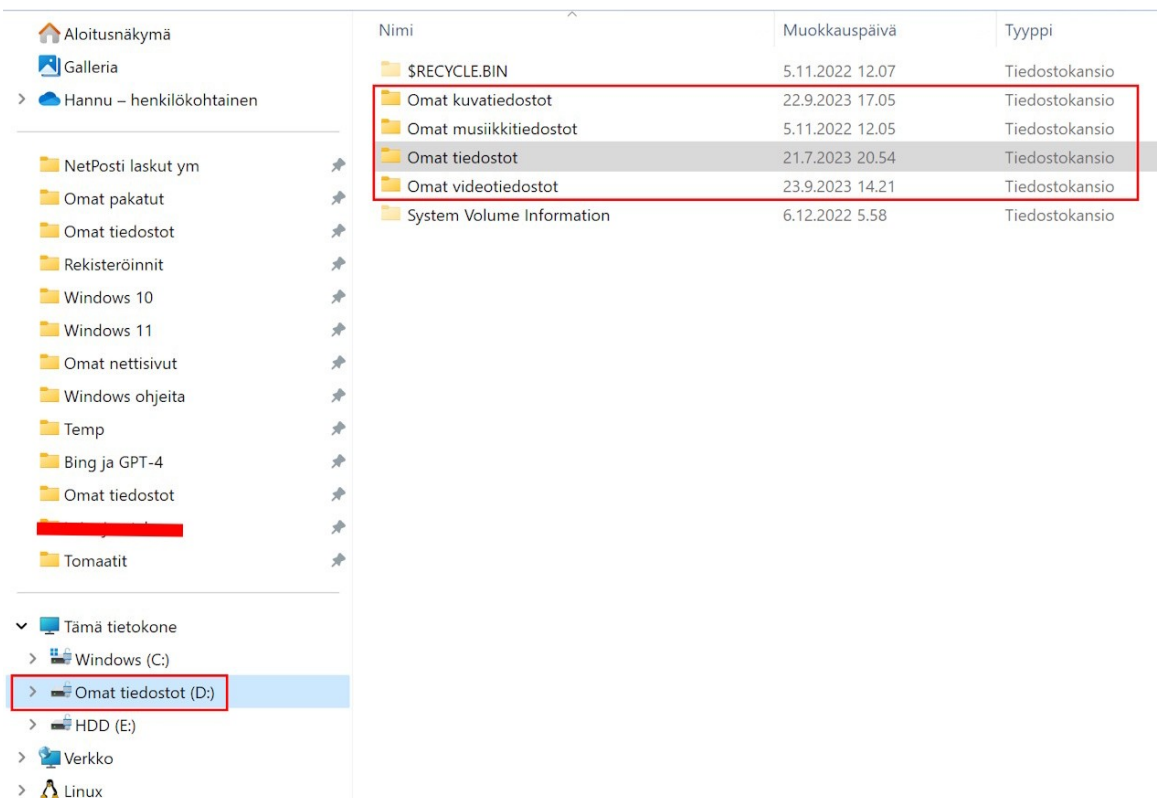 Aloitusnäkymä
Galleria
Hannu – henkilökohtainen
NetPosti laskut ym
Omat pakatut
Omat tiedostot
Rekisteröinnit
Windows 10
Windows 11
Omat nettisivut
Windows ohjeita
Temp
Bing ja GPT-4
Omat tiedostot
Tomaatit
Tämä tietokone
Windows (C:)
Omat tiedostot (D:)
HDD (E:)
Verkko
Linux
Nimi Muokkauspäivä Tyyppi
$RECYCLE.BIN 5.11.2022 12.07 Tiedostokansio
Omat kuvatiedostot 22.9.2023 17.05 Tiedostokansio
Omat musiikkitiedostot 5.11.2022 12.05 Tiedostokansio
Omat tiedostot 21.7.2023 20.54 Tiedostokansio
Omat videotiedostot 23.9.2023 14.21 Tiedostokansio
System Volume Information 6.12.2022 5.58 Tiedostokansio